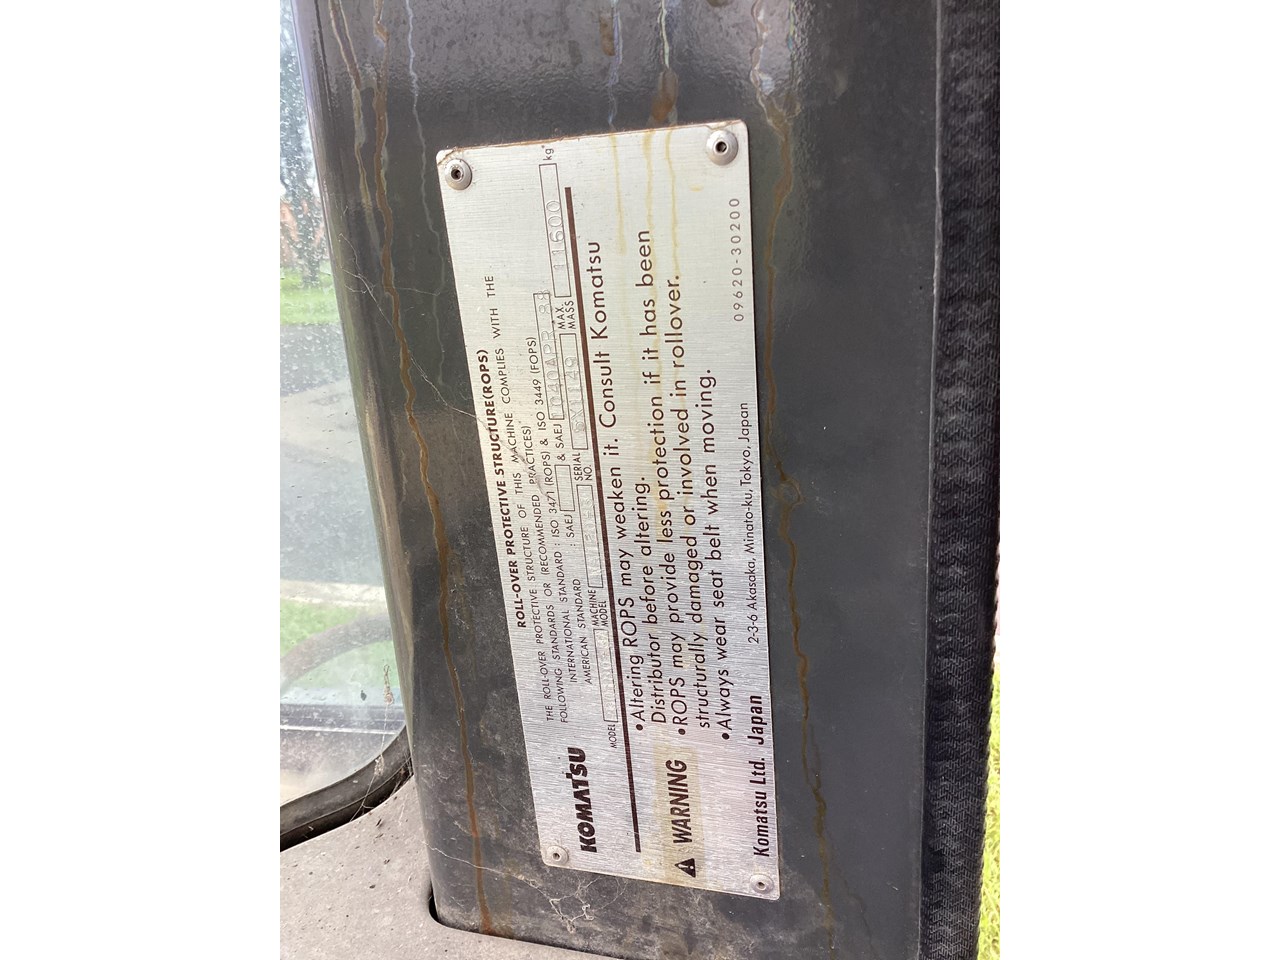 ROLL-OVER PROTECTIVE STRUCTURE(ROPS)
THE ROLL-OVER PROTECTIVE STRUCTURE OF THIS MACHINE COMPLIES WITH THE
FOLLOWING STANDARDS OR (RECOMMENDED PRACTICES)
INTERNATIONAL STANDARD : ISO 3471 (ROPS) & ISO 3449 (FOPS)
AMERICAN STANDARD : SAEJ & SAEJ 1040APR.88
KOMATSU
MODEL MACHINE MODEL SERIAL NO. MAX. MASS 11600 kg
WARNING
•Altering ROPS may weaken it. Consult Komatsu
Distributor before altering.
•ROPS may provide less protection if it has been
structurally damaged or involved in rollover.
•Always wear seat belt when moving.
09620-30200
Komatsu Ltd. Japan 2-3-6 Akasaka, Minato-ku, Tokyo, Japan